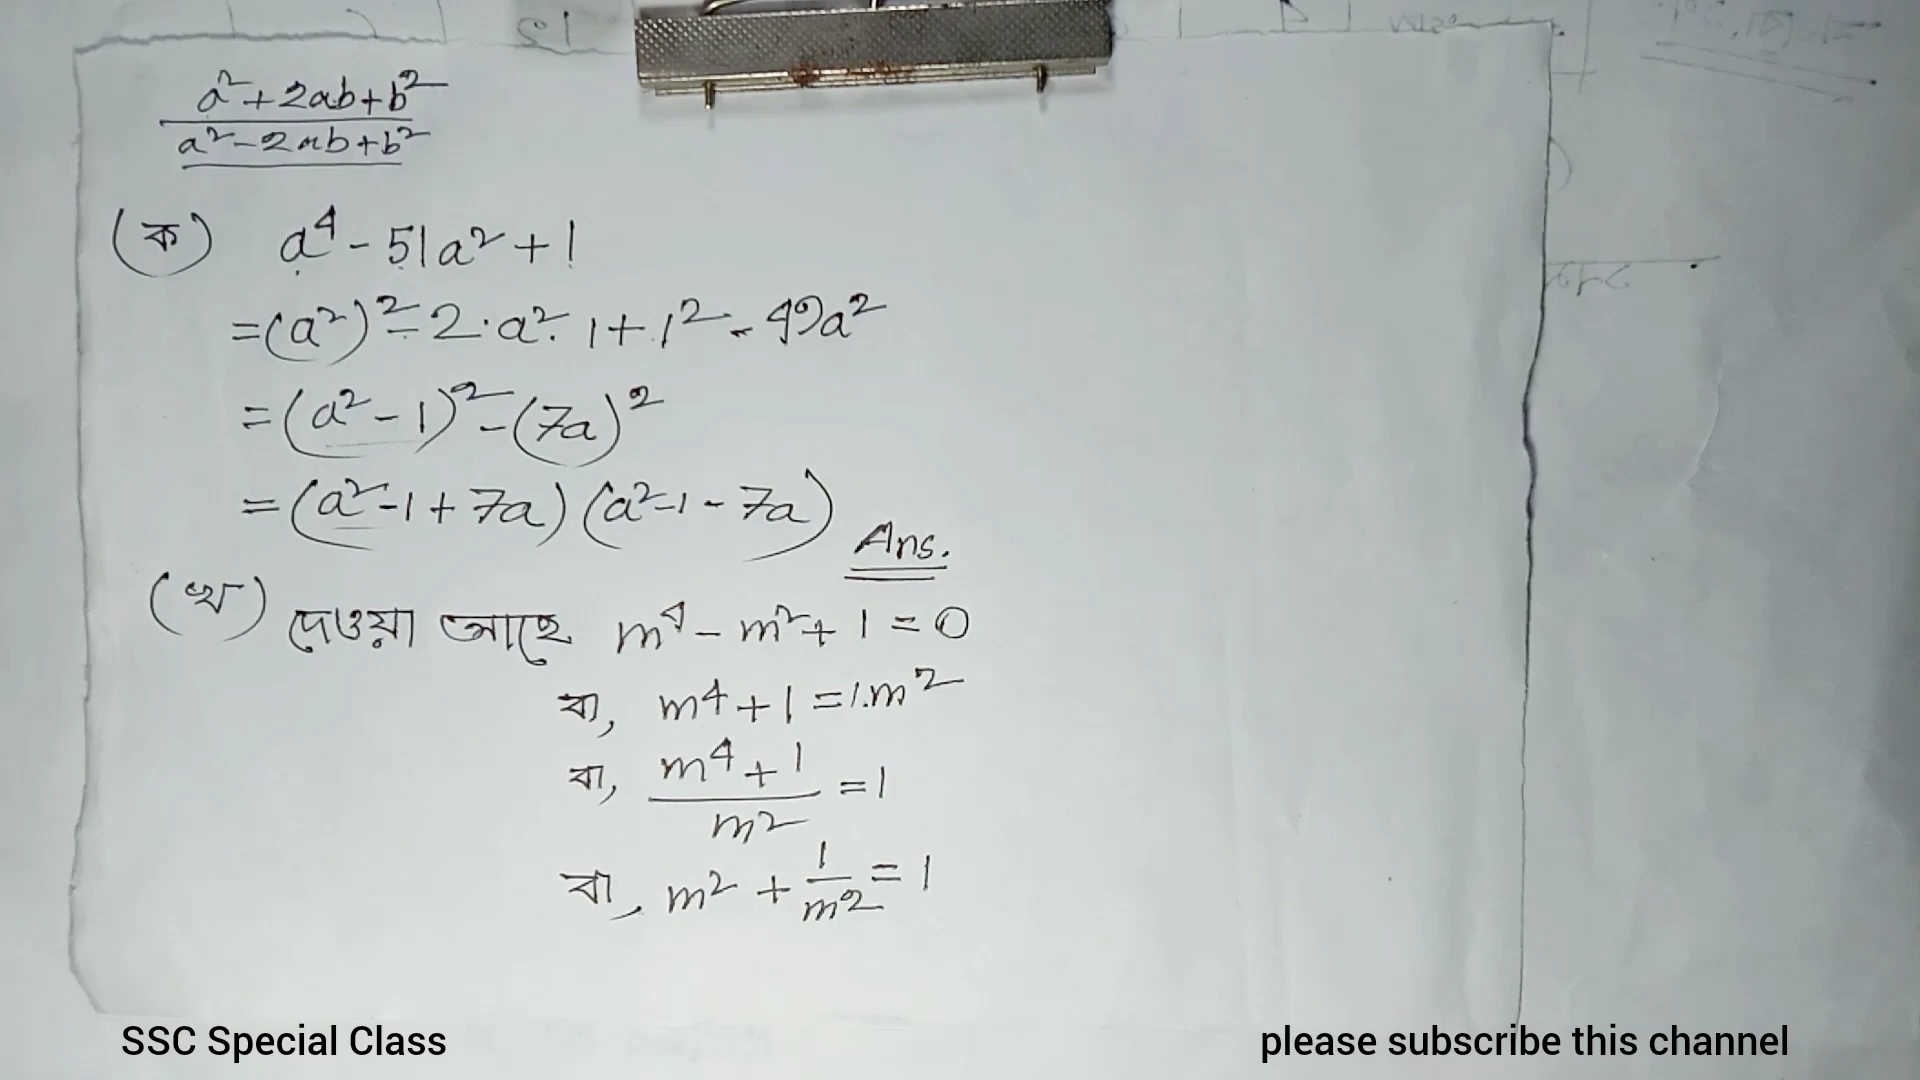 a²+2ab+b²
a²-2ab+b²
(ক) a⁴ - 51a² + 1
=(a²)² - 2·a²·1 + 1² - 49a²
=(a²-1)² - (7a)²
=(a²-1+7a)(a²-1-7a)
Ans.
(খ) দেওয়া আছে m⁴ - m² + 1 = 0
বা, m⁴ + 1 = 1.m²
বা, m⁴ + 1 / m² = 1
বা, m² + 1/m² = 1
SSC Special Class
please subscribe this channel